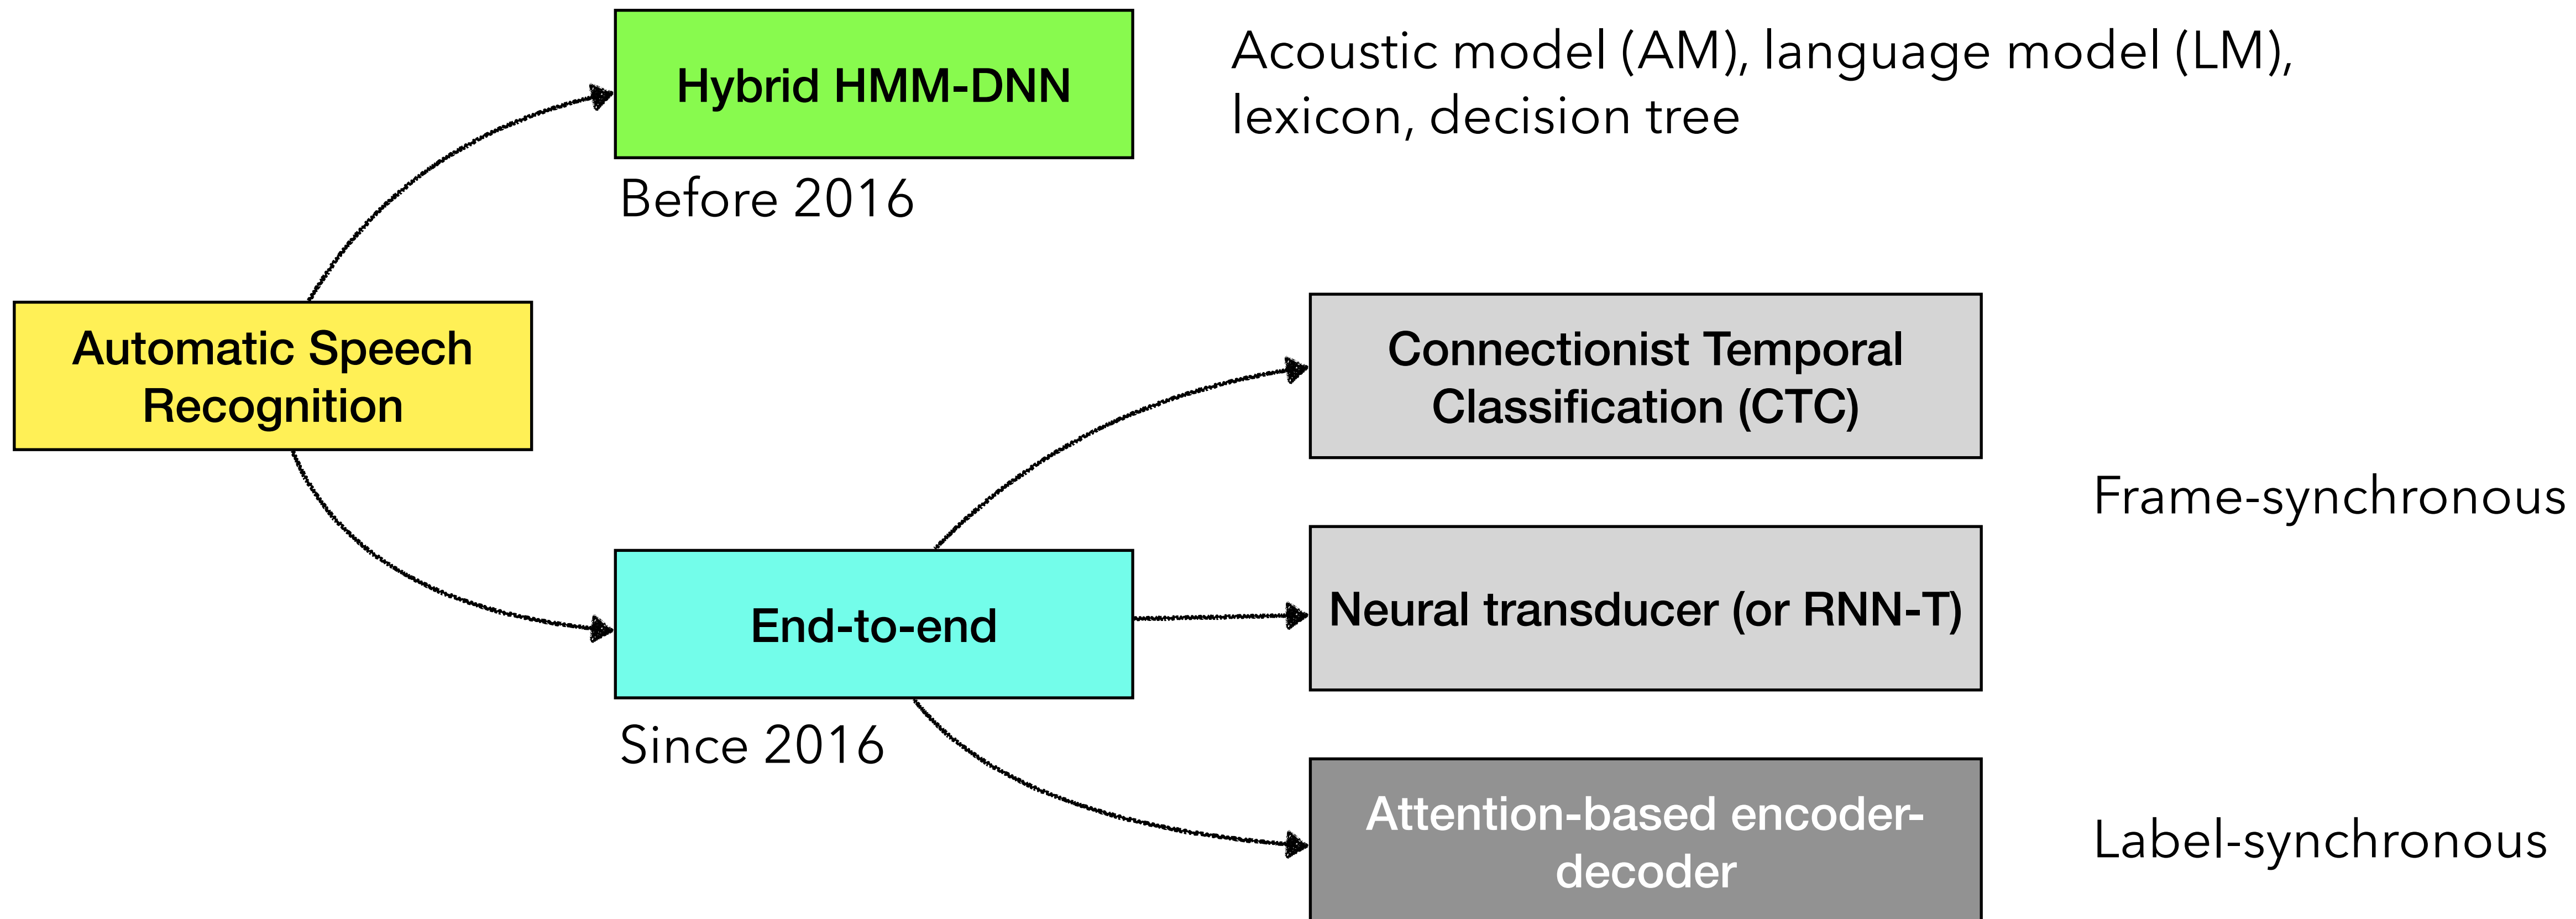 Hybrid HMM-DNN
Acoustic model (AM), language model (LM),
lexicon, decision tree
Before 2016
Automatic Speech
Recognition
Connectionist Temporal
Classification (CTC)
Frame-synchronous
End-to-end
Neural transducer (or RNN-T)
Since 2016
Attention-based encoder-
decoder
Label-synchronous